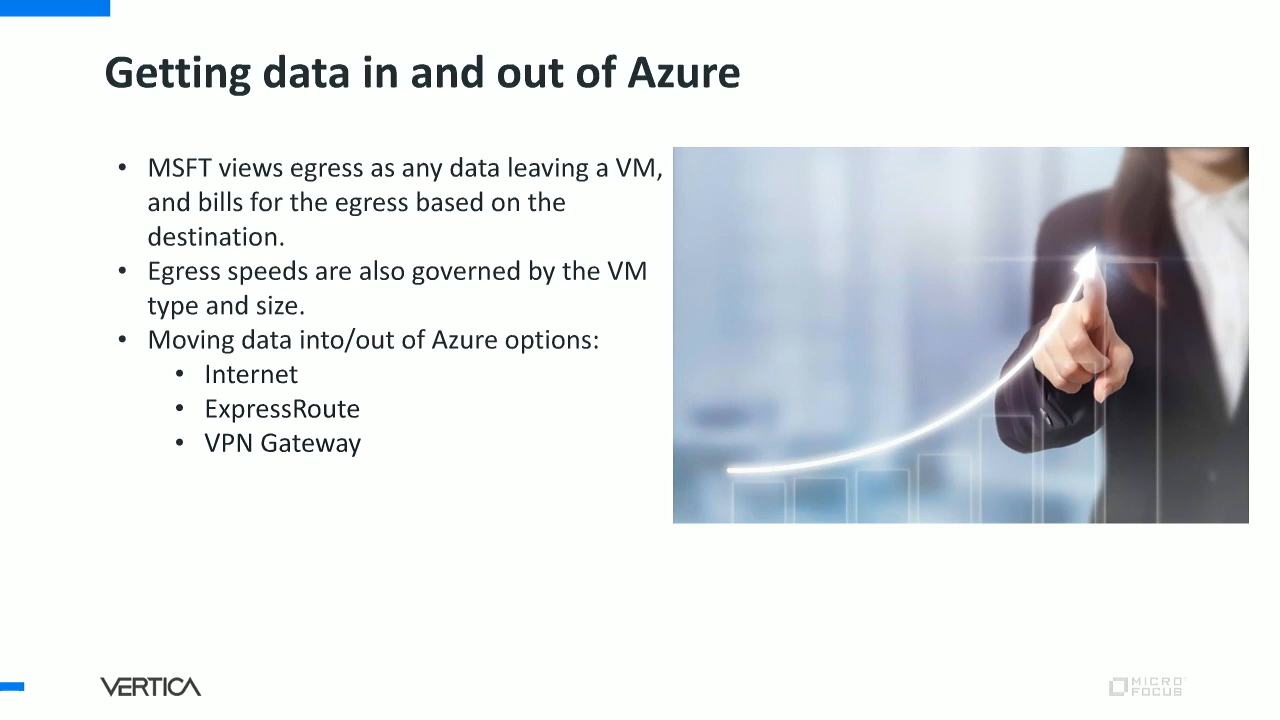 Getting data in and out of Azure
• MSFT views egress as any data leaving a VM,
and bills for the egress based on the
destination.
• Egress speeds are also governed by the VM
type and size.
• Moving data into/out of Azure options:
• Internet
• ExpressRoute
• VPN Gateway
VERTICA
MICRO
FOCUS